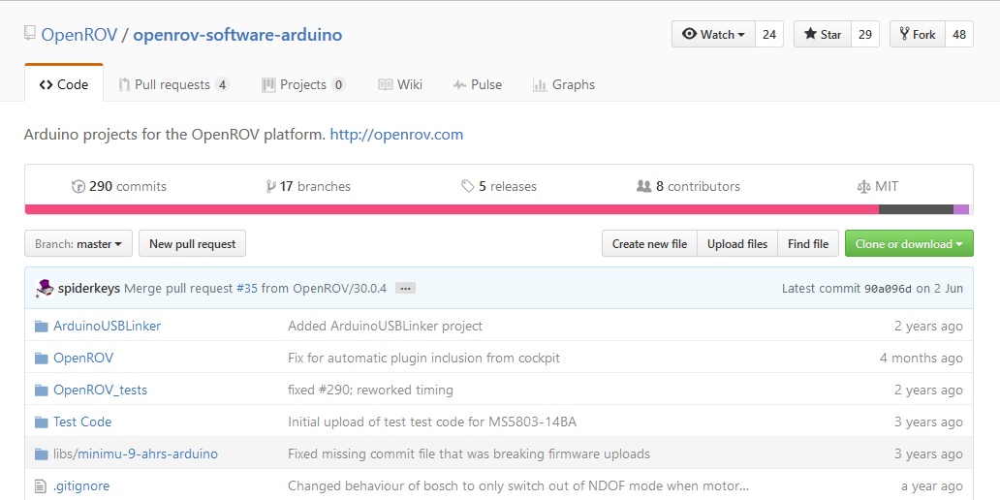 OpenROV / openrov-software-arduino Watch 24 Star 29 Fork 48
Code Pull requests 4 Projects 0 Wiki Pulse Graphs
Arduino projects for the OpenROV platform. http://openrov.com
290 commits 17 branches 5 releases 8 contributors MIT
Branch: master New pull request Create new file Upload files Find file Clone or download
spiderkeys Merge pull request #35 from OpenROV/30.0.4 ... Latest commit 90a096d on 2 Jun
ArduinoUSBLinker Added ArduinoUSBLinker project 2 years ago
OpenROV Fix for automatic plugin inclusion from cockpit 4 months ago
OpenROV_tests fixed #290; reworked timing 2 years ago
Test Code Initial upload of test test code for MS5803-14BA 3 years ago
libs/minimu-9-ahrs-arduino Fixed missing commit file that was breaking firmware uploads 3 years ago
.gitignore Changed behaviour of bosch to only switch out of NDOF mode when motor... a year ago